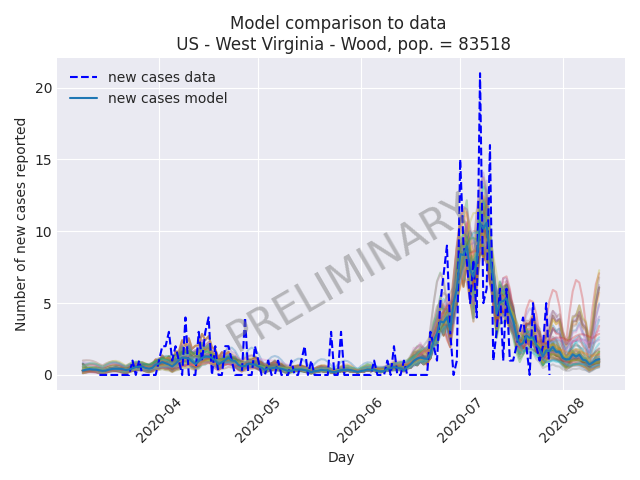 Model comparison to data
US - West Virginia - Wood, pop. = 83518
new cases data
new cases model
PRELIMINARY
Number of new cases reported
20
15
10
5
0
2020-04
2020-05
2020-06
2020-07
2020-08
Day